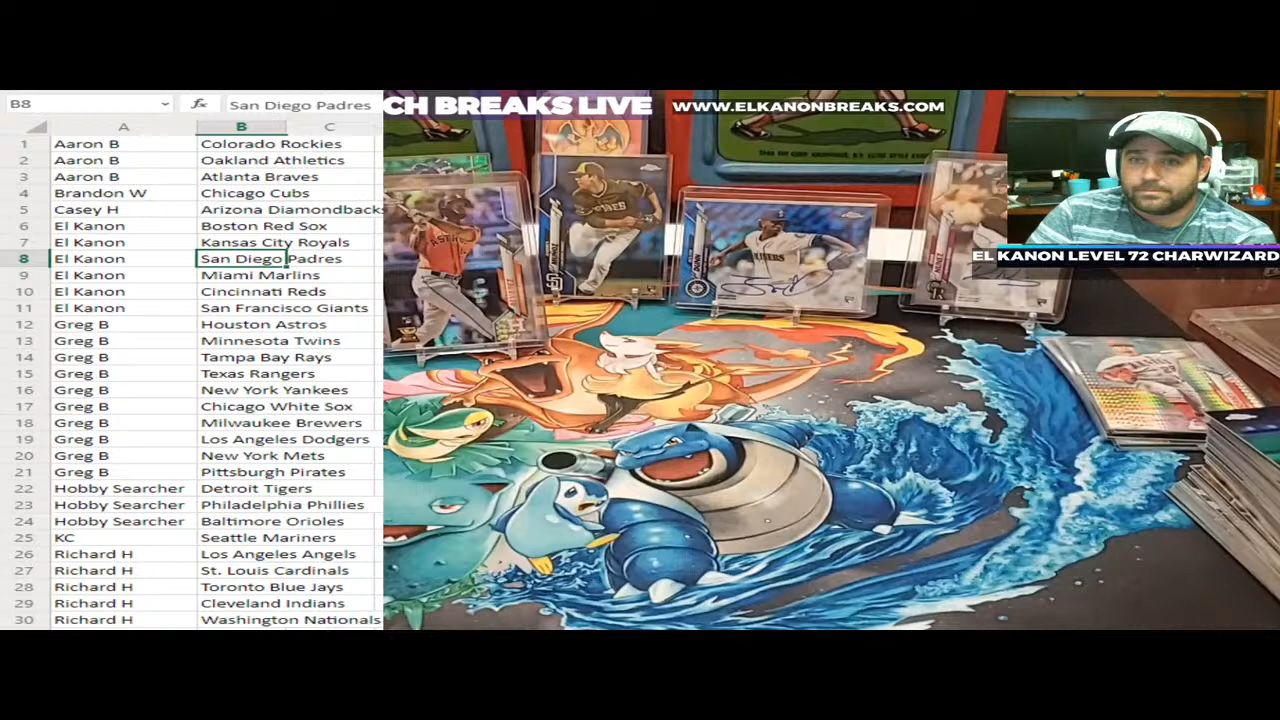 B8 fx San Diego Padres
CH BREAKS LIVE WWW.ELKANONBREAKS.COM
A B C
1 Aaron B Colorado Rockies
2 Aaron B Oakland Athletics
3 Aaron B Atlanta Braves
4 Brandon W Chicago Cubs
5 Casey H Arizona Diamondbacks
6 El Kanon Boston Red Sox
7 El Kanon Kansas City Royals
8 El Kanon San Diego Padres
9 El Kanon Miami Marlins
10 El Kanon Cincinnati Reds
11 El Kanon San Francisco Giants
12 Greg B Houston Astros
13 Greg B Minnesota Twins
14 Greg B Tampa Bay Rays
15 Greg B Texas Rangers
16 Greg B New York Yankees
17 Greg B Chicago White Sox
18 Greg B Milwaukee Brewers
19 Greg B Los Angeles Dodgers
20 Greg B New York Mets
21 Greg B Pittsburgh Pirates
22 Hobby Searcher Detroit Tigers
23 Hobby Searcher Philadelphia Phillies
24 Hobby Searcher Baltimore Orioles
25 KC Seattle Mariners
26 Richard H Los Angeles Angels
27 Richard H St. Louis Cardinals
28 Richard H Toronto Blue Jays
29 Richard H Cleveland Indians
30 Richard H Washington Nationals
EL KANON LEVEL 72 CHARWIZARD
MUNOZ
DUNN
NUNEZ